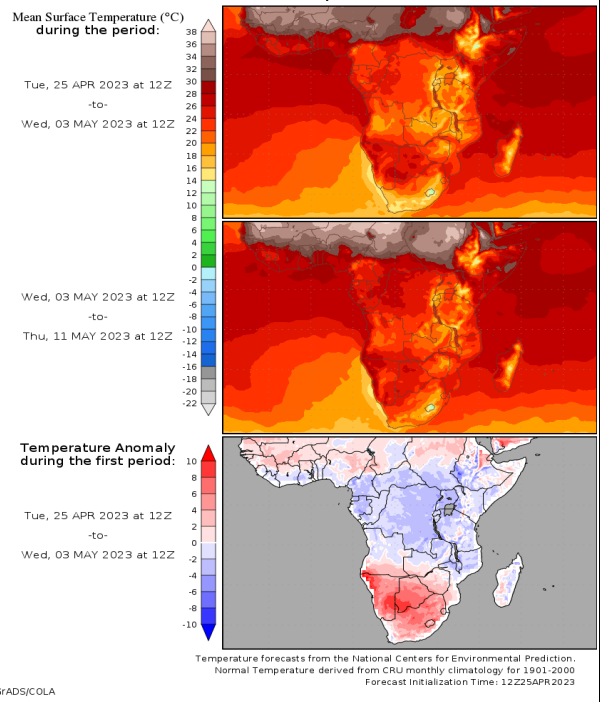 Mean Surface Temperature (°C)
during the period:
38
36
34
32
30
28
26
24
22
20
18
16
14
12
10
8
6
4
2
0
-2
-4
-6
-8
-10
-12
-14
-16
-16
-18
-20
-22
Tue, 25 APR 2023 at 12Z
-to-
Wed, 03 MAY 2023 at 12Z
Wed, 03 MAY 2023 at 12Z
-to-
Thu, 11 MAY 2023 at 12Z
Temperature Anomaly
during the first period:
10
8
6
4
2
0
-2
-4
-6
-8
-10
Tue, 25 APR 2023 at 12Z
-to-
Wed, 03 MAY 2023 at 12Z
Temperature forecasts from the National Centers for Environmental Prediction.
Normal Temperature derived from CRU monthly climatology for 1901-2000
Forecast Initialization Time: 12Z25APR2023
GrADS/COLA